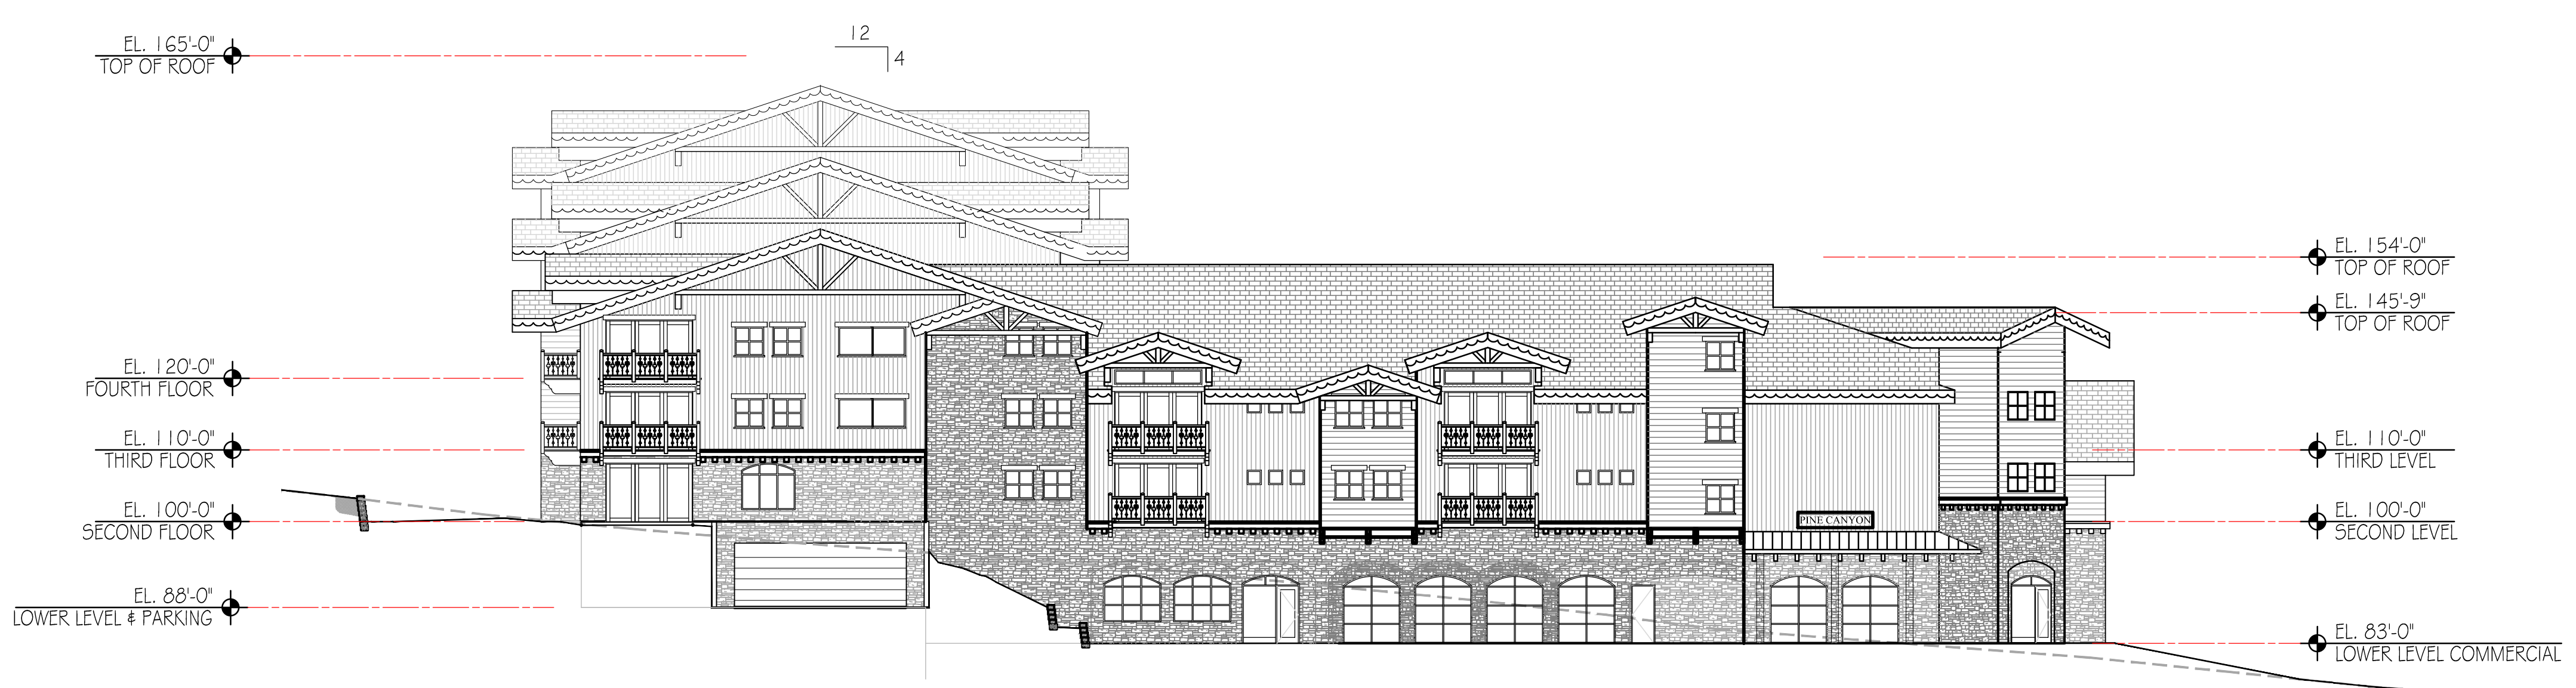 12
4
EL. 165'-0"
TOP OF ROOF
EL. 154'-0"
TOP OF ROOF
EL. 145'-9"
TOP OF ROOF
EL. 120'-0"
FOURTH FLOOR
EL. 110'-0"
THIRD FLOOR
EL. 110'-0"
THIRD LEVEL
EL. 100'-0"
SECOND FLOOR
PINE CANYON
EL. 100'-0"
SECOND LEVEL
EL. 88'-0"
LOWER LEVEL & PARKING
EL. 83'-0"
LOWER LEVEL COMMERCIAL